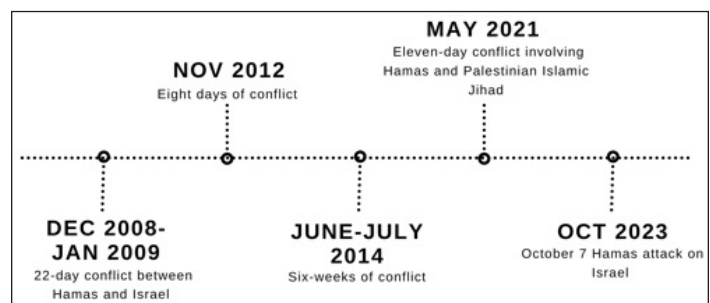 MAY 2021
Eleven-day conflict involving
Hamas and Palestinian Islamic
Jihad
NOV 2012
Eight days of conflict
DEC 2008-
JAN 2009
22-day conflict between
Hamas and Israel
JUNE-JULY
2014
Six-weeks of conflict
OCT 2023
October 7 Hamas attack on
Israel